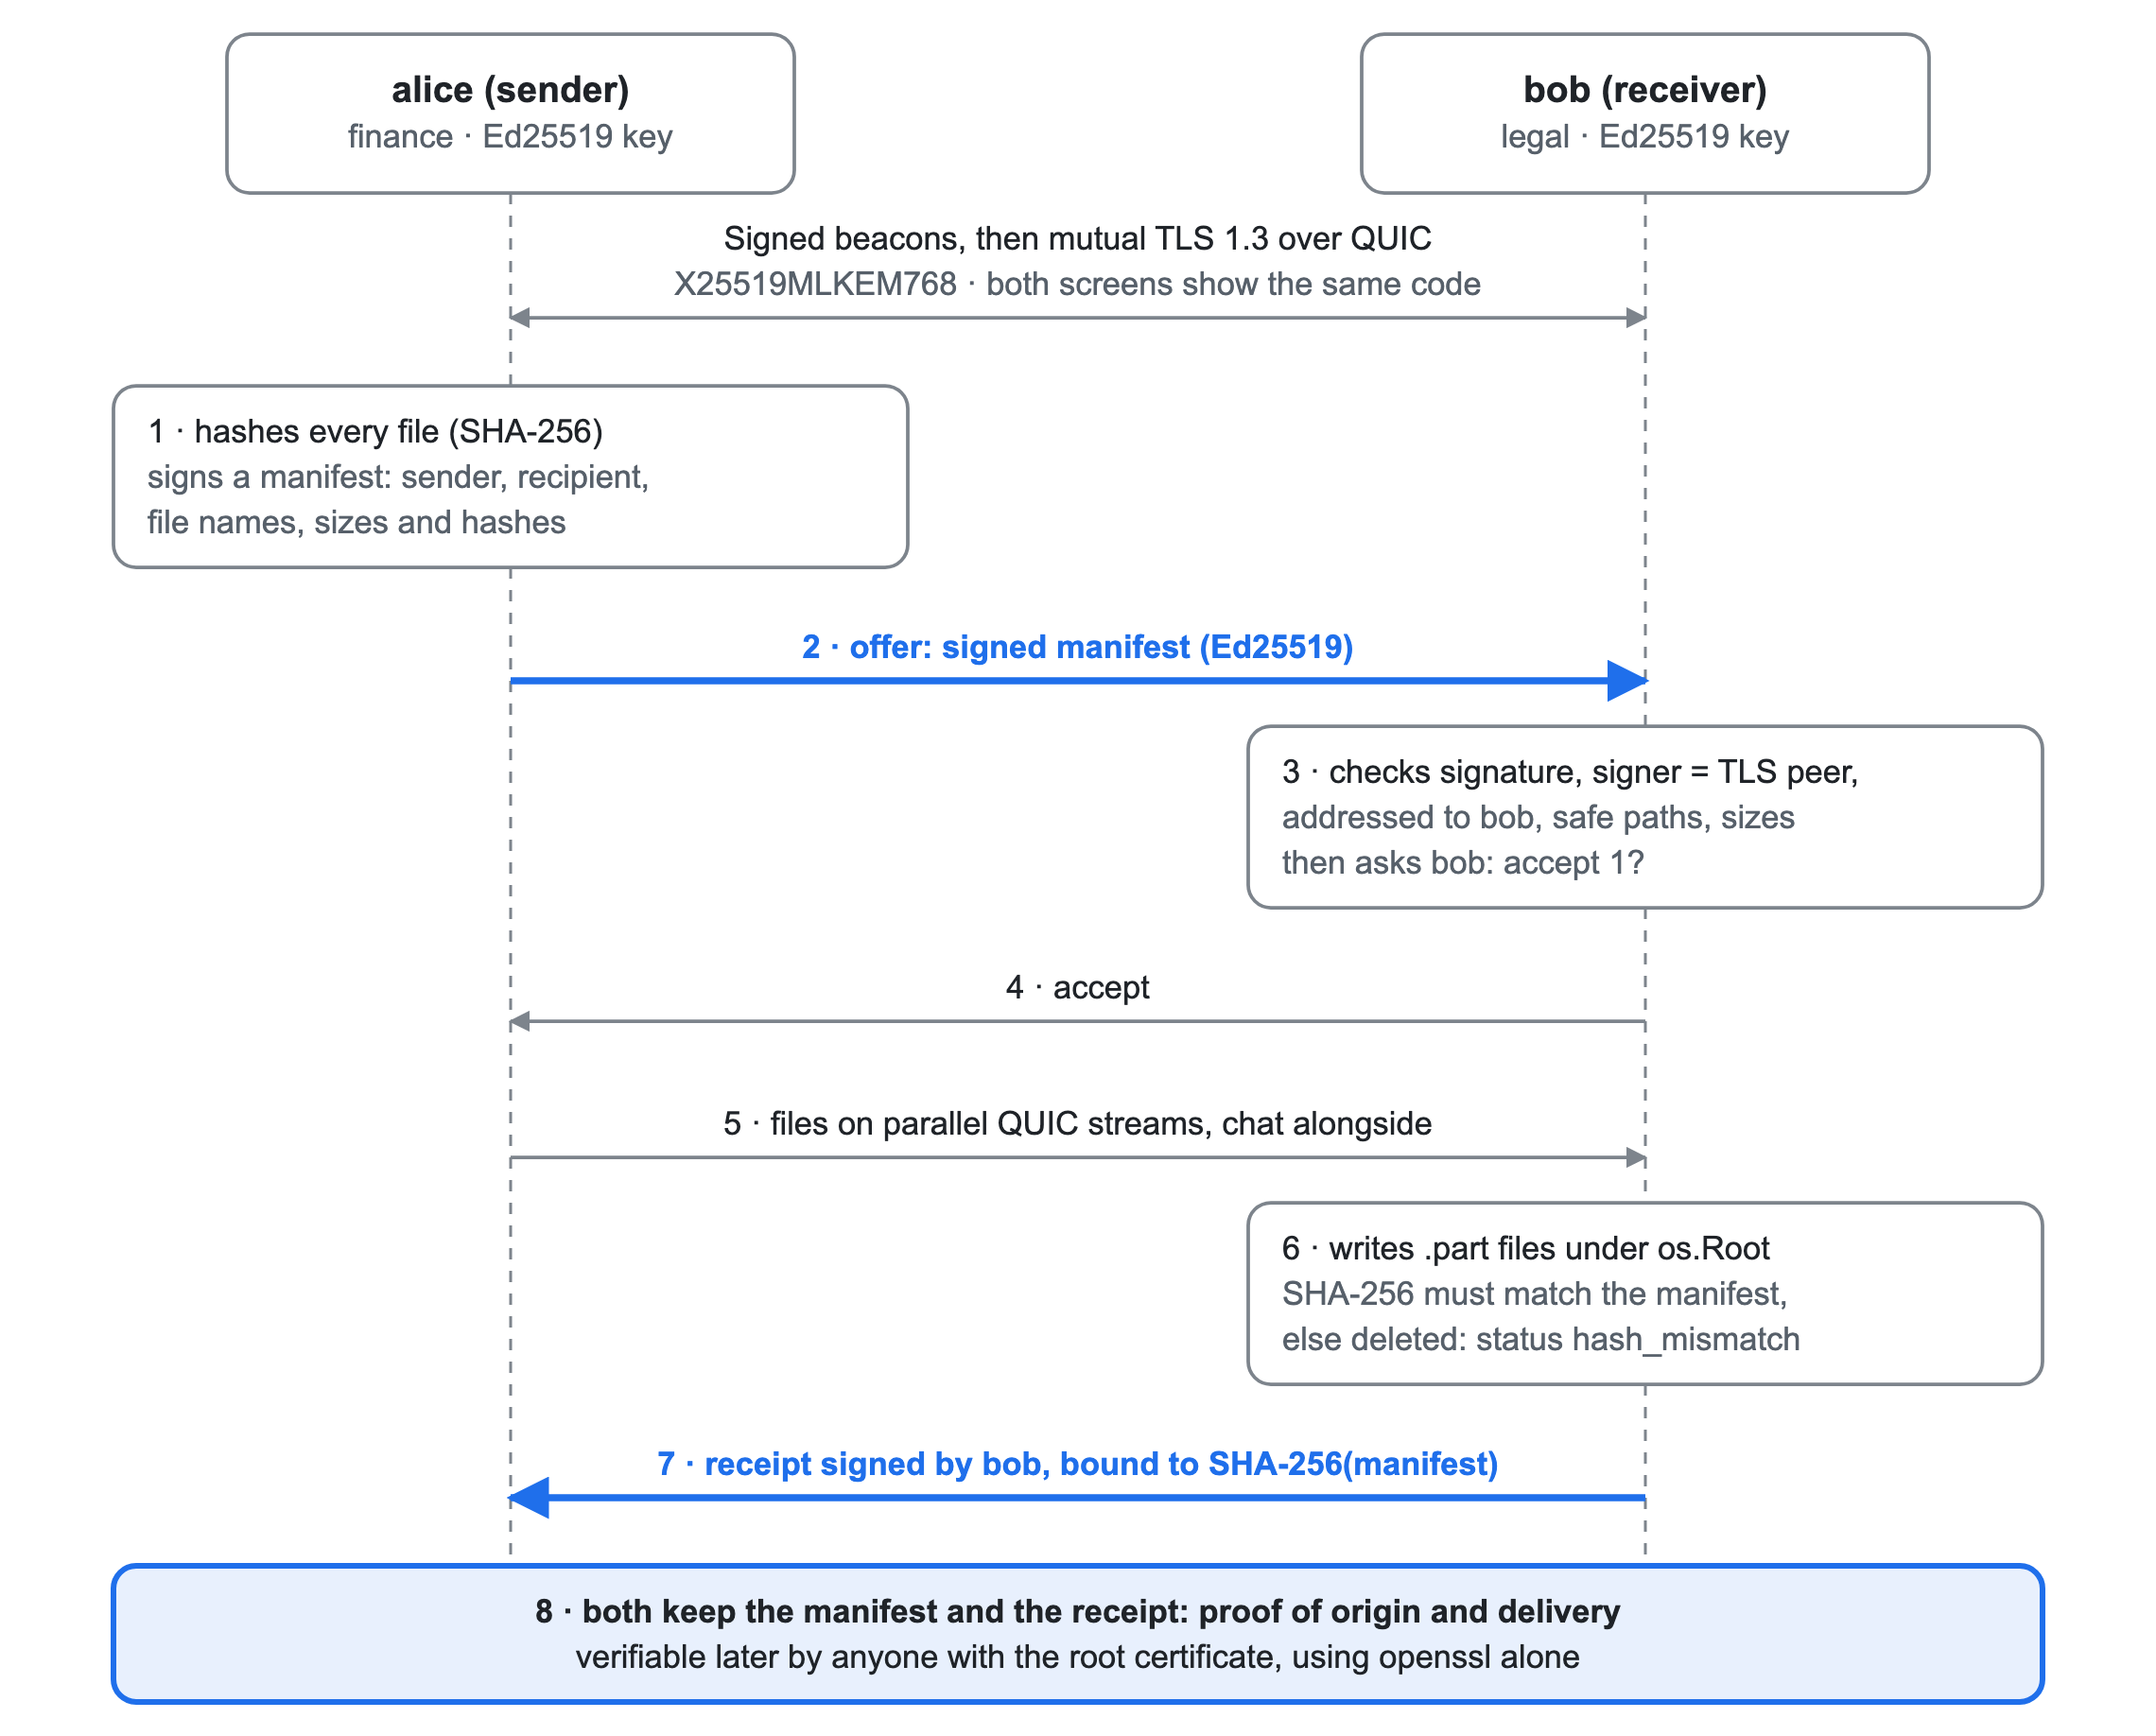 alice (sender)
finance · Ed25519 key
bob (receiver)
legal · Ed25519 key
Signed beacons, then mutual TLS 1.3 over QUIC
X25519MLKEM768 · both screens show the same code
1 · hashes every file (SHA-256)
signs a manifest: sender, recipient,
file names, sizes and hashes
2 · offer: signed manifest (Ed25519)
3 · checks signature, signer = TLS peer,
addressed to bob, safe paths, sizes
then asks bob: accept 1?
4 · accept
5 · files on parallel QUIC streams, chat alongside
6 · writes .part files under os.Root
SHA-256 must match the manifest,
else deleted: status hash_mismatch
7 · receipt signed by bob, bound to SHA-256(manifest)
8 · both keep the manifest and the receipt: proof of origin and delivery
verifiable later by anyone with the root certificate, using openssl alone